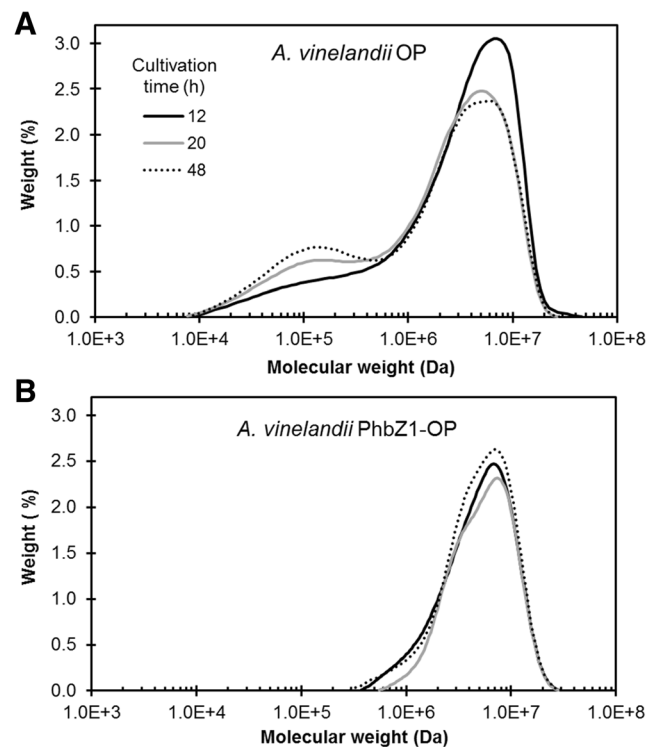 A
A. vinelandii OP
Cultivation
time (h)
12
20
48
Weight (%)
3.0
2.5
2.0
1.5
1.0
0.5
0.0
1.0E+3 1.0E+4 1.0E+5 1.0E+6 1.0E+7 1.0E+8
Molecular weight (Da)
B
A. vinelandii PhbZ1-OP
Weight ( %)
3.0
2.5
2.0
1.5
1.0
0.5
0.0
1.0E+3 1.0E+4 1.0E+5 1.0E+6 1.0E+7 1.0E+8
Molecular weight (Da)